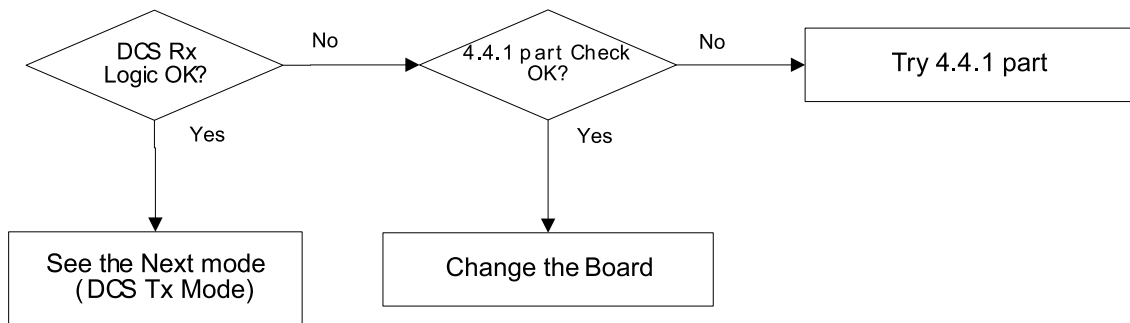 DCS Rx
Logic OK?
No
4.4.1 part Check
OK?
No
Try 4.4.1 part
Yes
Yes
See the Next mode
(DCS Tx Mode)
Change the Board